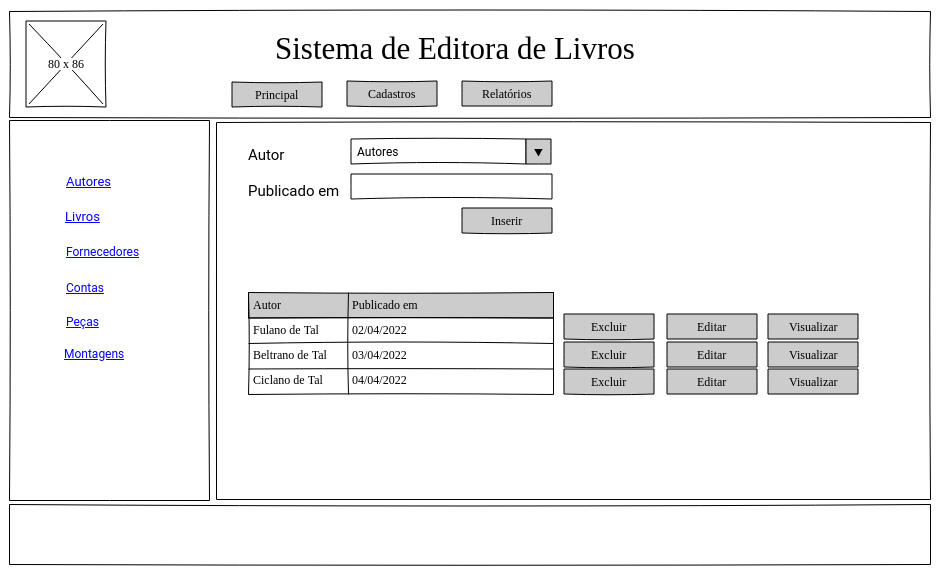 80 x 86
Sistema de Editora de Livros
Principal Cadastros Relatórios
Autores
Livros
Fornecedores
Contas
Peças
Montagens
Autor Autores
Publicado em
Inserir
Autor Publicado em
Fulano de Tal 02/04/2022 Excluir Editar Visualizar
Beltrano de Tal 03/04/2022 Excluir Editar Visualizar
Ciclano de Tal 04/04/2022 Excluir Editar Visualizar